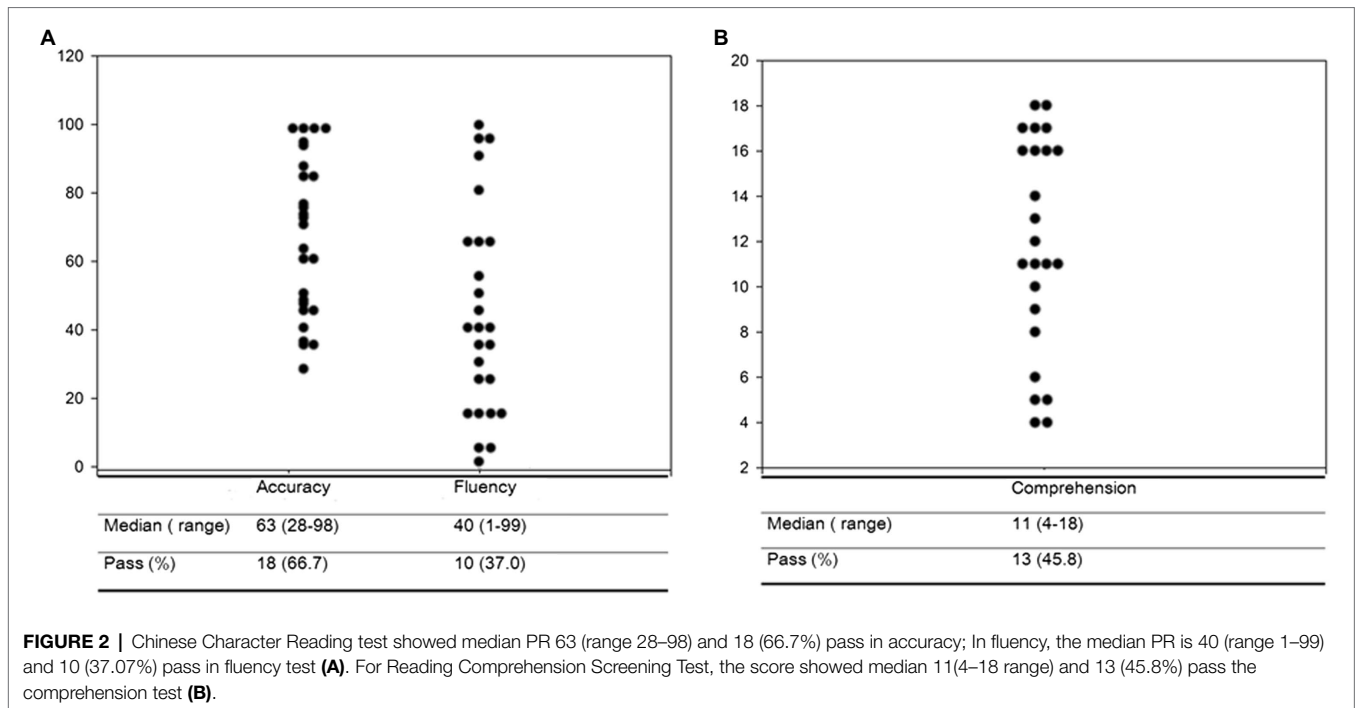 A
120
100
80
60
40
20
0
Accuracy Fluency
Median ( range) 63 (28-98) 40 (1-99)
Pass (%) 18 (66.7) 10 (37.0)
B
20
18
16
14
12
10
8
6
4
2
Comprehension
Median ( range) 11 (4-18)
Pass (%) 13 (45.8)
FIGURE 2 | Chinese Character Reading test showed median PR 63 (range 28–98) and 18 (66.7%) pass in accuracy; In fluency, the median PR is 40 (range 1–99)
and 10 (37.07%) pass in fluency test (A). For Reading Comprehension Screening Test, the score showed median 11(4–18 range) and 13 (45.8%) pass the
comprehension test (B).